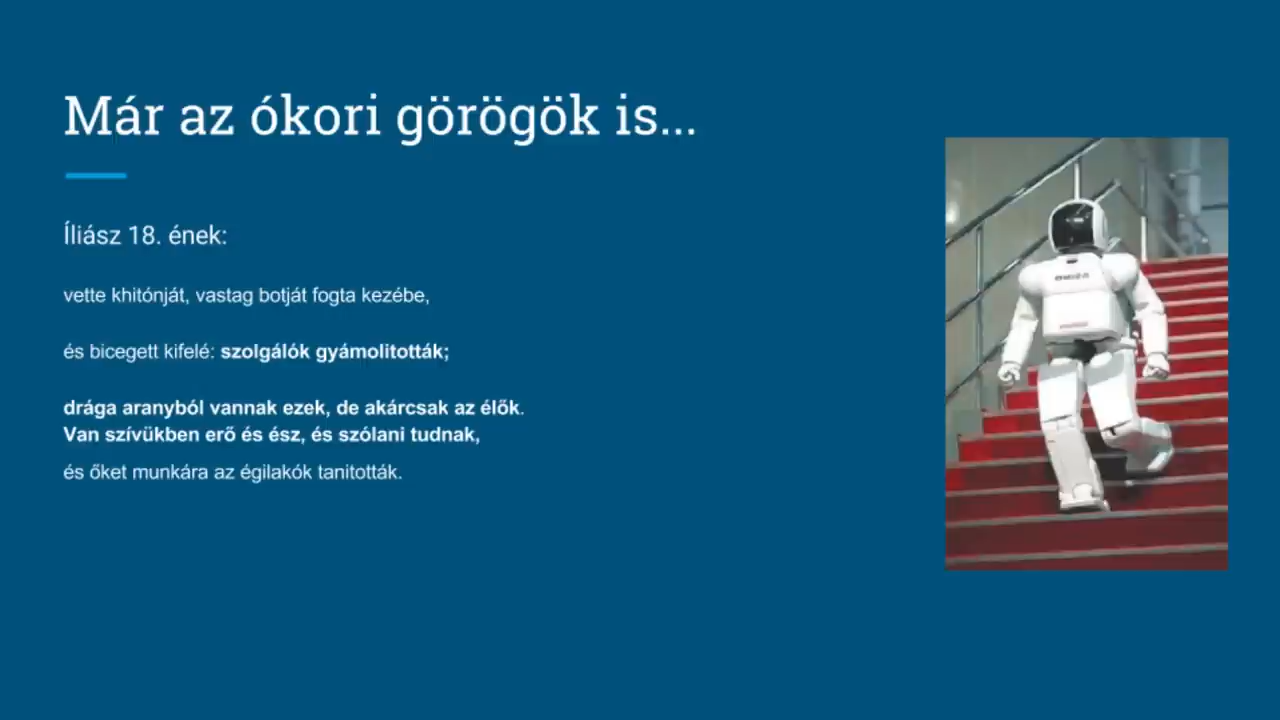 Már az ókori görögök is...
Íliász 18. ének:
vette khitónját, vastag botját fogta kezébe,
és bicegett kifelé: szolgálók gyámolitották;
drága aranyból vannak ezek, de akárcsak az élők.
Van szívükben erő és ész, és szólani tudnak,
és őket munkára az égilakók tanitották.